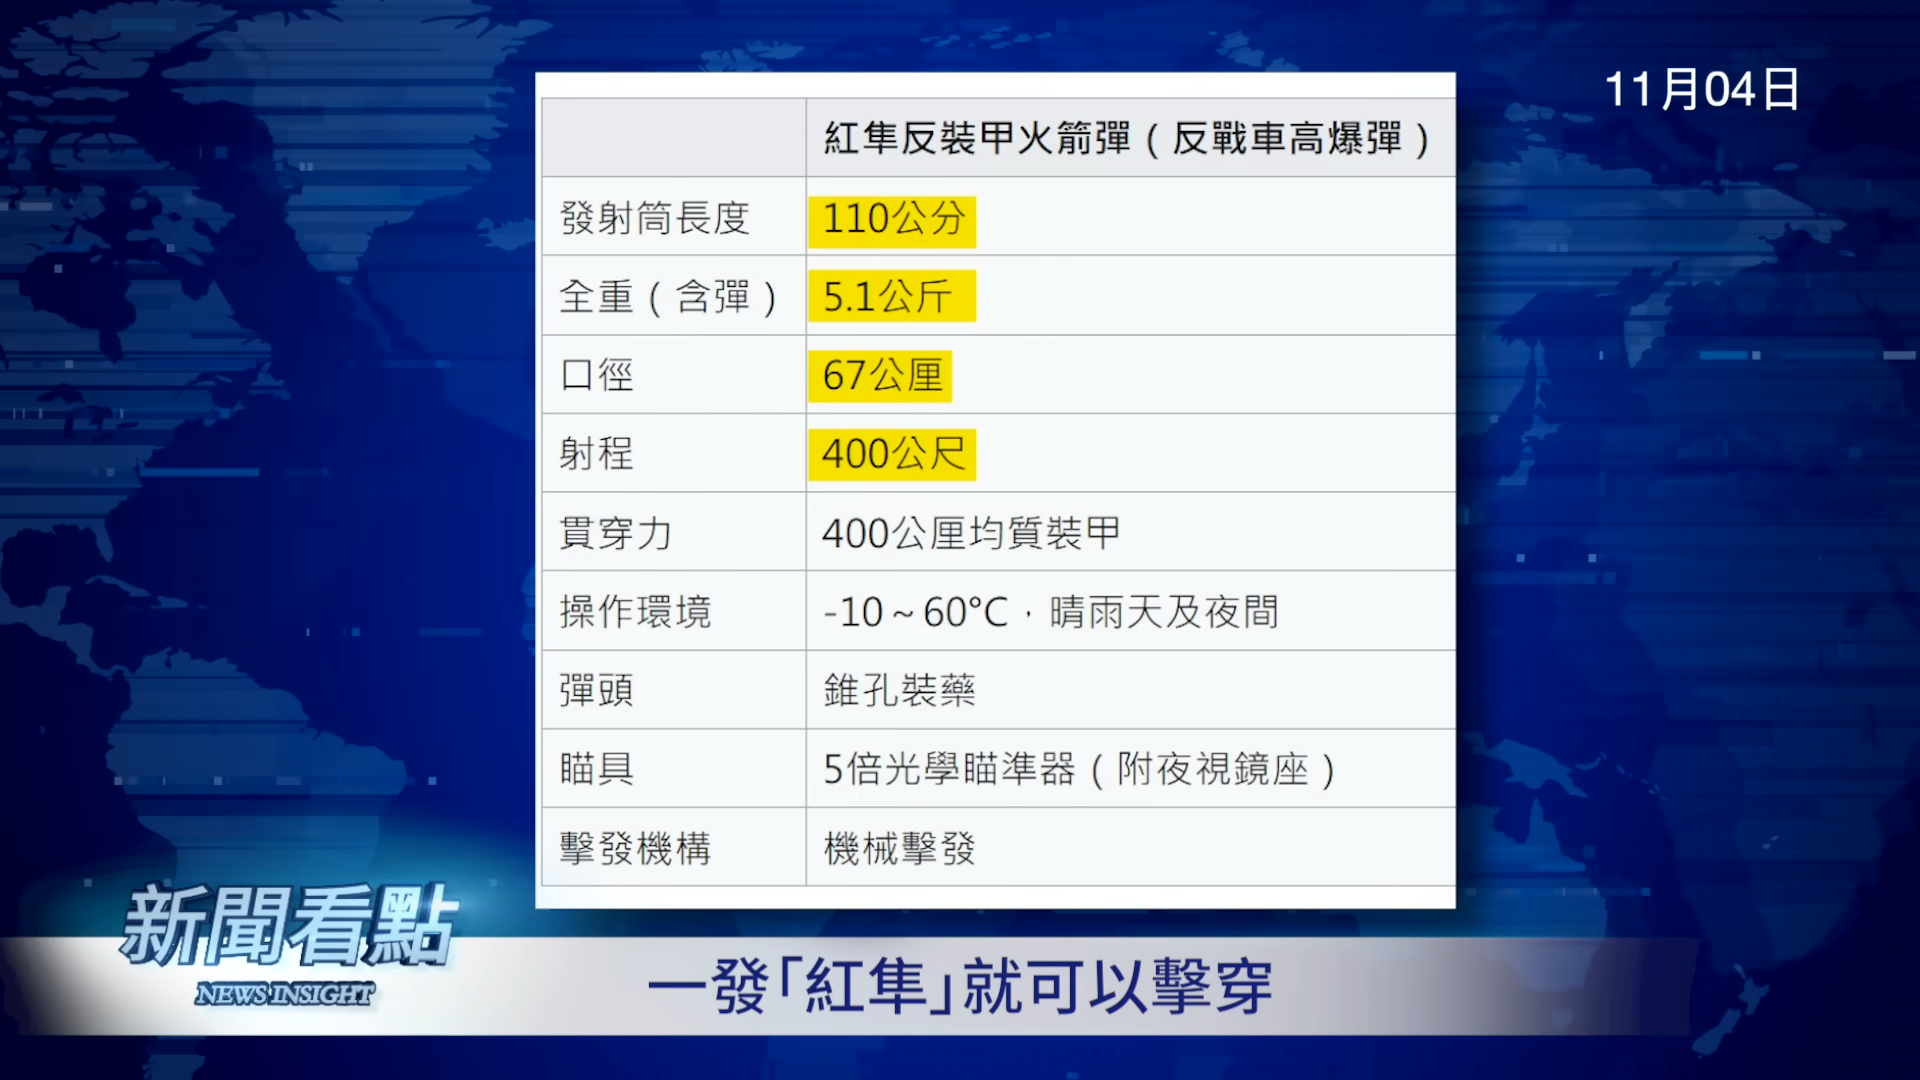 11月04日
紅隼反裝甲火箭彈（反戰車高爆彈）
發射筒長度 110公分
全重（含彈） 5.1公斤
口徑 67公厘
射程 400公尺
貫穿力 400公厘均質裝甲
操作環境 -10～60°C，晴雨天及夜間
彈頭 錐孔裝藥
瞄具 5倍光學瞄準器（附夜視鏡座）
擊發機構 機械擊發
新聞看點
NEWS INSIGHT
一發「紅隼」就可以擊穿